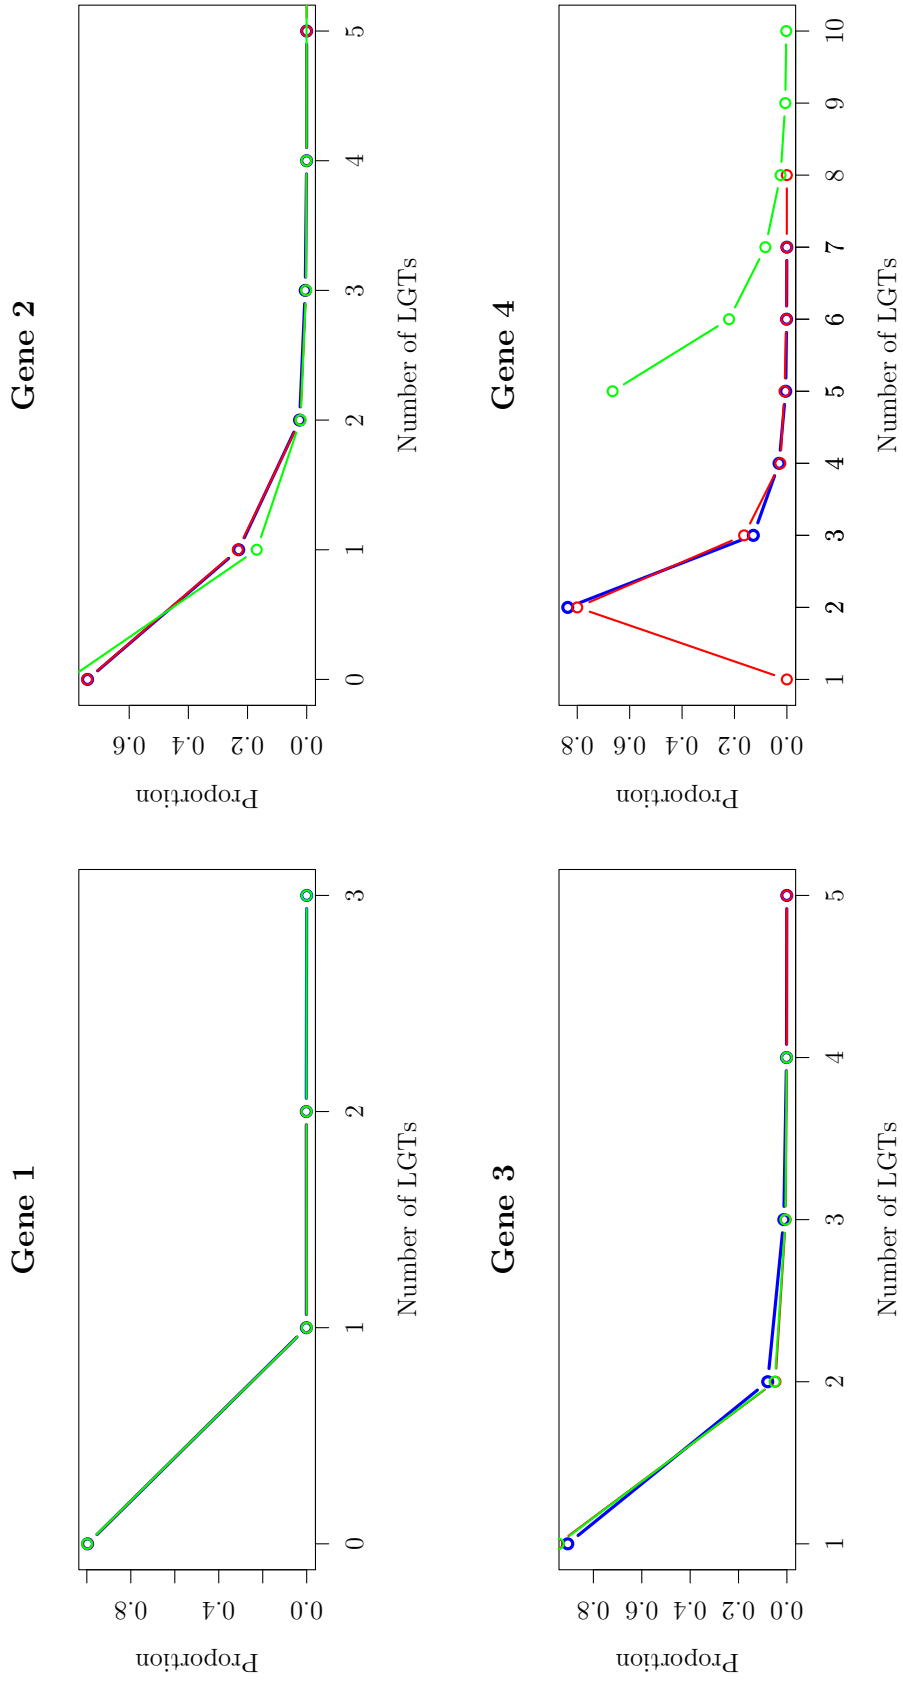 Gene 1
Proportion
0.0 0.4 0.8
0 1 2 3
Number of LGTs
Gene 2
Proportion
0.0 0.2 0.4 0.6
0 1 2 3 4 5
Number of LGTs
Gene 3
Proportion
0.0 0.2 0.4 0.6 0.8
1 2 3 4 5
Number of LGTs
Gene 4
Proportion
0.0 0.2 0.4 0.6 0.8
1 2 3 4 5 6 7 8 9 10
Number of LGTs